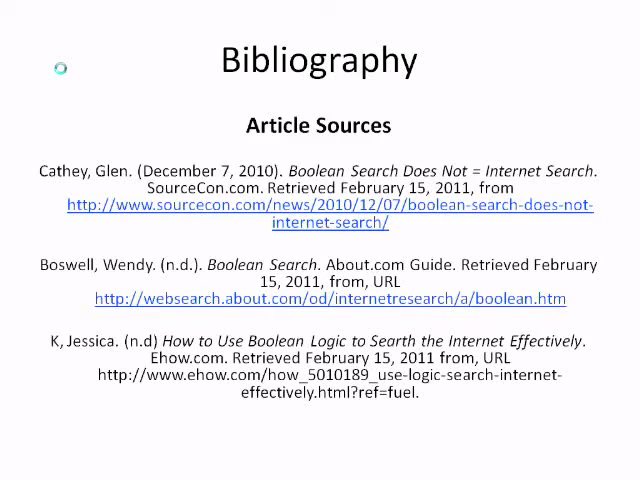 Bibliography
Article Sources
Cathey, Glen. (December 7, 2010). Boolean Search Does Not = Internet Search.
SourceCon.com. Retrieved February 15, 2011, from
http://www.sourcecon.com/news/2010/12/07/boolean-search-does-not-
internet-search/
Boswell, Wendy. (n.d.). Boolean Search. About.com Guide. Retrieved February
15, 2011, from, URL
http://websearch.about.com/od/internetresearch/a/boolean.htm
K, Jessica. (n.d) How to Use Boolean Logic to Searth the Internet Effectively.
Ehow.com. Retrieved February 15, 2011 from, URL
http://www.ehow.com/how_5010189_use-logic-search-internet-
effectively.html?ref=fuel.